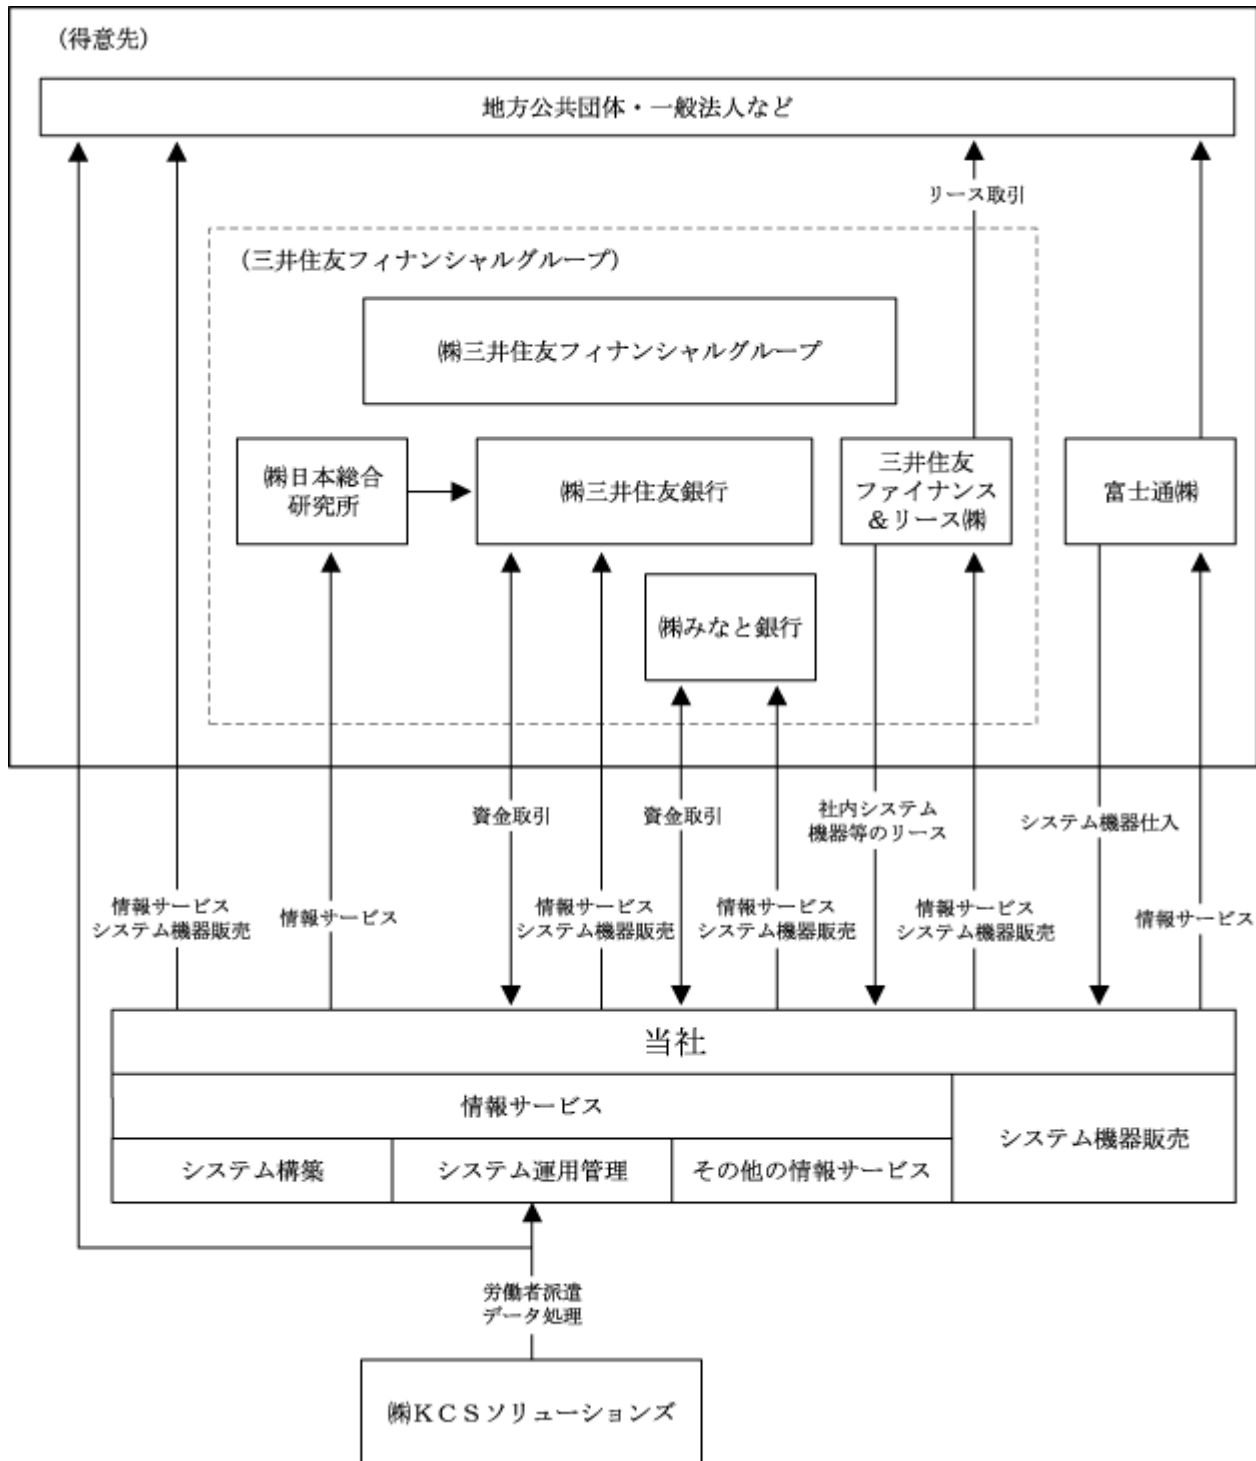 （得意先）
地方公共団体・一般法人など
リース取引
（三井住友フィナンシャルグループ）
㈱三井住友フィナンシャルグループ
㈱日本総合
研究所
㈱三井住友銀行
三井住友
ファイナンス
＆リース㈱
富士通㈱
㈱みなと銀行
資金取引
資金取引
社内システム
機器等のリース
システム機器仕入
情報サービス
システム機器販売
情報サービス
情報サービス
システム機器販売
情報サービス
システム機器販売
情報サービス
システム機器販売
情報サービス
当社
情報サービス
システム機器販売
システム構築
システム運用管理
その他の情報サービス
労働者派遣
データ処理
㈱ＫＣＳソリューションズ